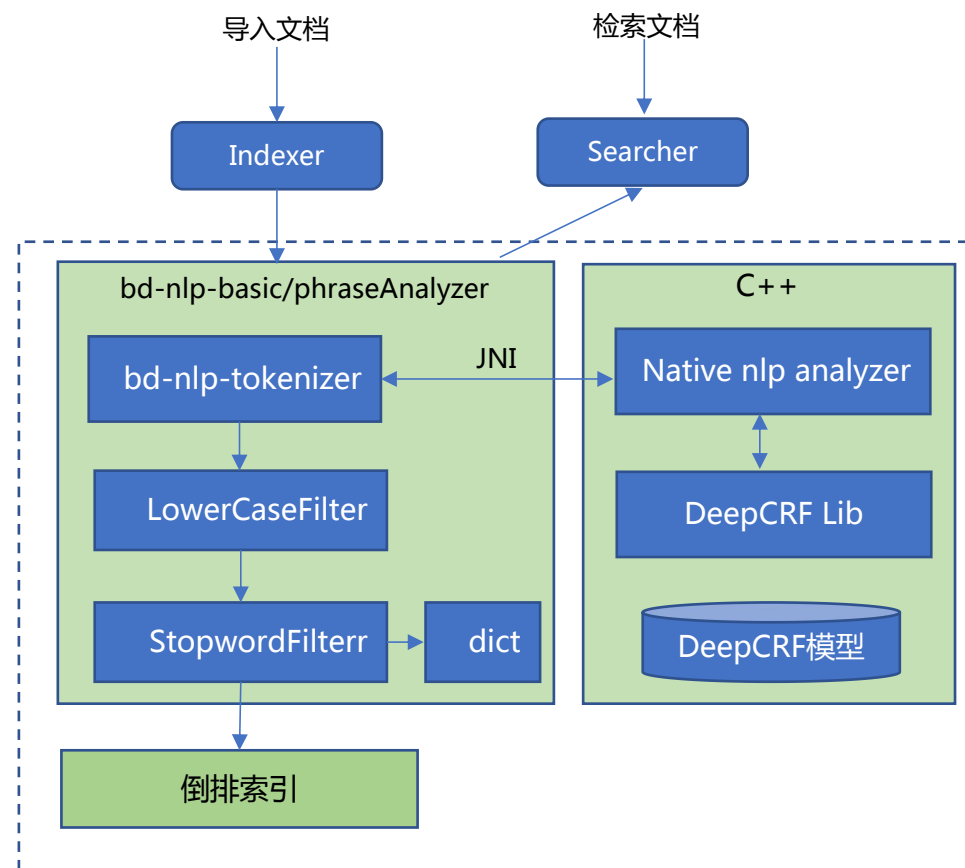 导入文档
检索文档
Indexer
Searcher
bd-nlp-basic/phraseAnalyzer
C++
bd-nlp-tokenizer
JNI
Native nlp analyzer
LowerCaseFilter
DeepCRF Lib
StopwordFilterr
dict
DeepCRF模型
倒排索引